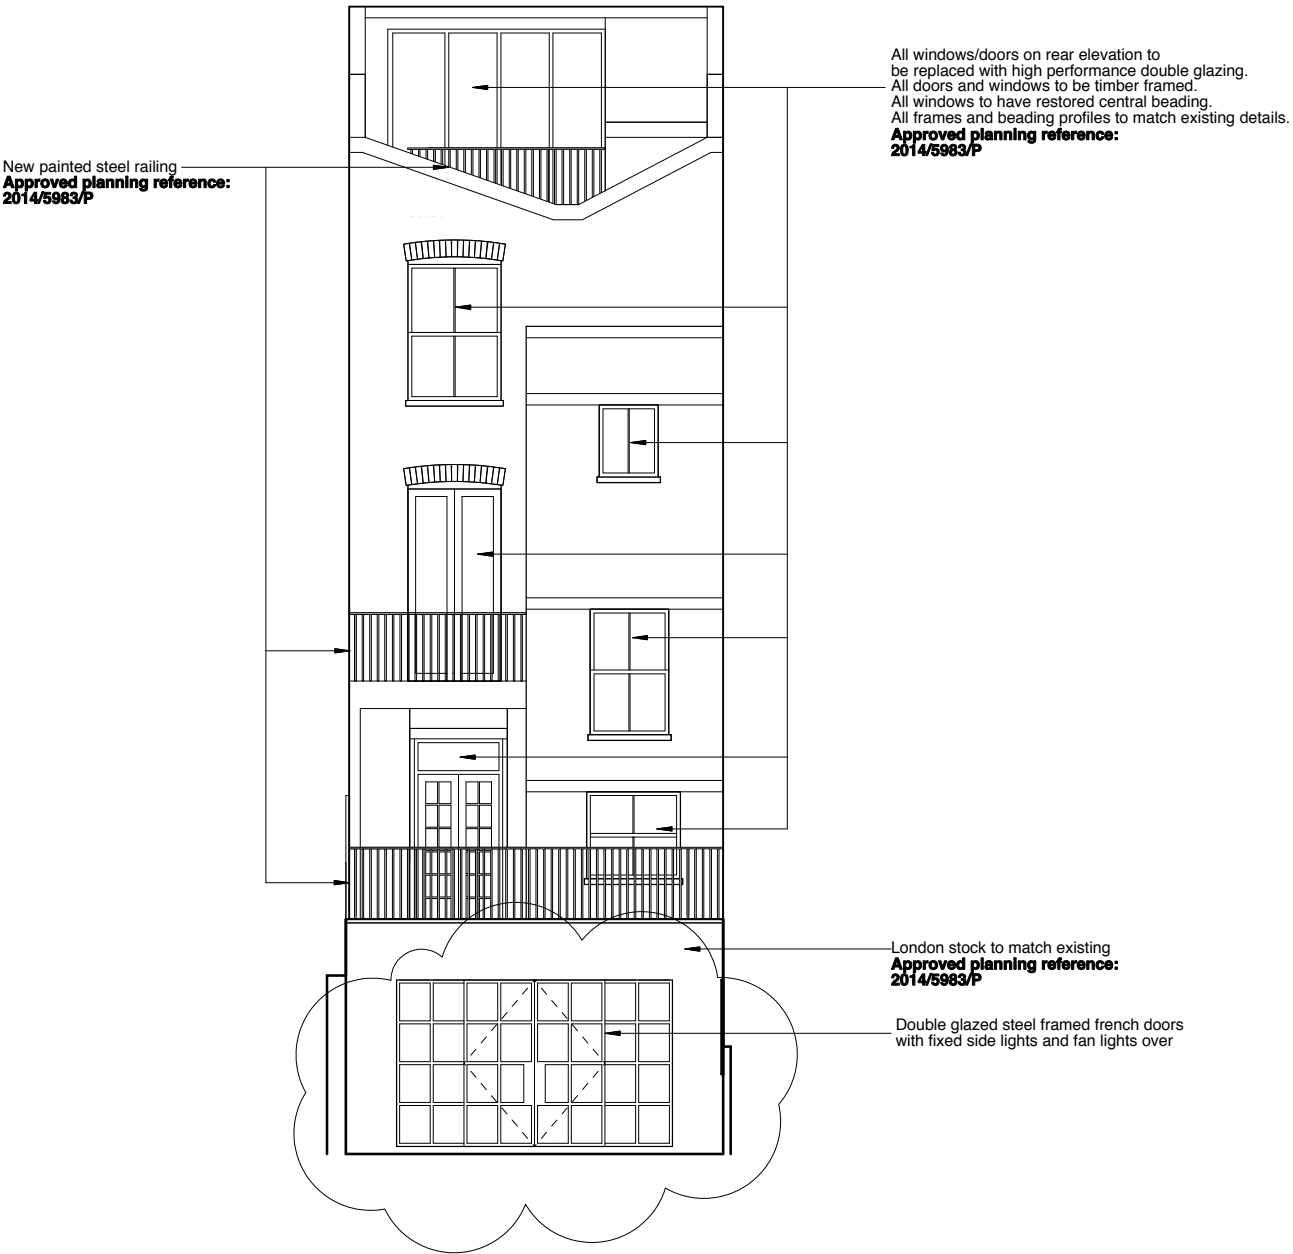 All windows/doors on rear elevation to
be replaced with high performance double glazing.
All doors and windows to be timber framed.
All windows to have restored central beading.
All frames and beading profiles to match existing details.
Approved planning reference:
2014/5983/P
New painted steel railing
Approved planning reference:
2014/5983/P
London stock to match existing
Approved planning reference:
2014/5983/P
Double glazed steel framed french doors
with fixed side lights and fan lights over